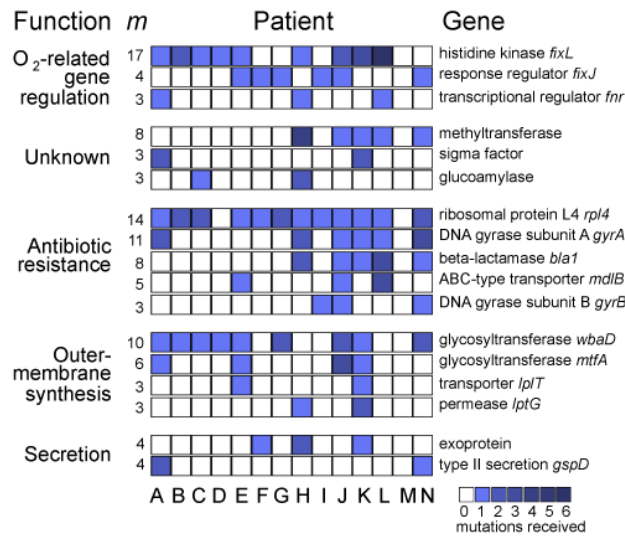 Function m Patient Gene
O2-related gene regulation
17 histidine kinase fixL
4 response regulator fixJ
3 transcriptional regulator fnr
Unknown
8 methyltransferase
3 sigma factor
3 glucoamylase
Antibiotic resistance
14 ribosomal protein L4 rpl4
11 DNA gyrase subunit A gyrA
8 beta-lactamase bla1
5 ABC-type transporter mdlB
3 DNA gyrase subunit B gyrB
Outer-membrane synthesis
10 glycosyltransferase wbaD
6 glycosyltransferase mtfA
3 transporter lplT
3 permease lptG
Secretion
4 exoprotein
4 type II secretion gspD
A B C D E F G H I J K L M N
0 1 2 3 4 5 6
mutations received